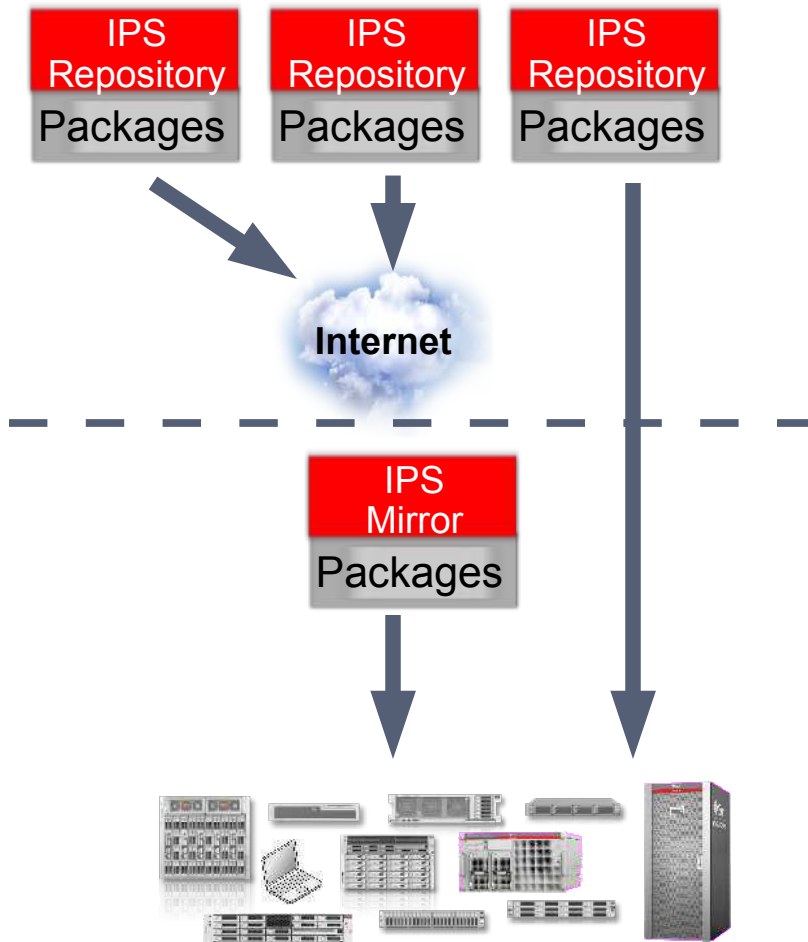 IPS
Repository
Packages
IPS
Repository
Packages
IPS
Repository
Packages
Internet
IPS
Mirror
Packages